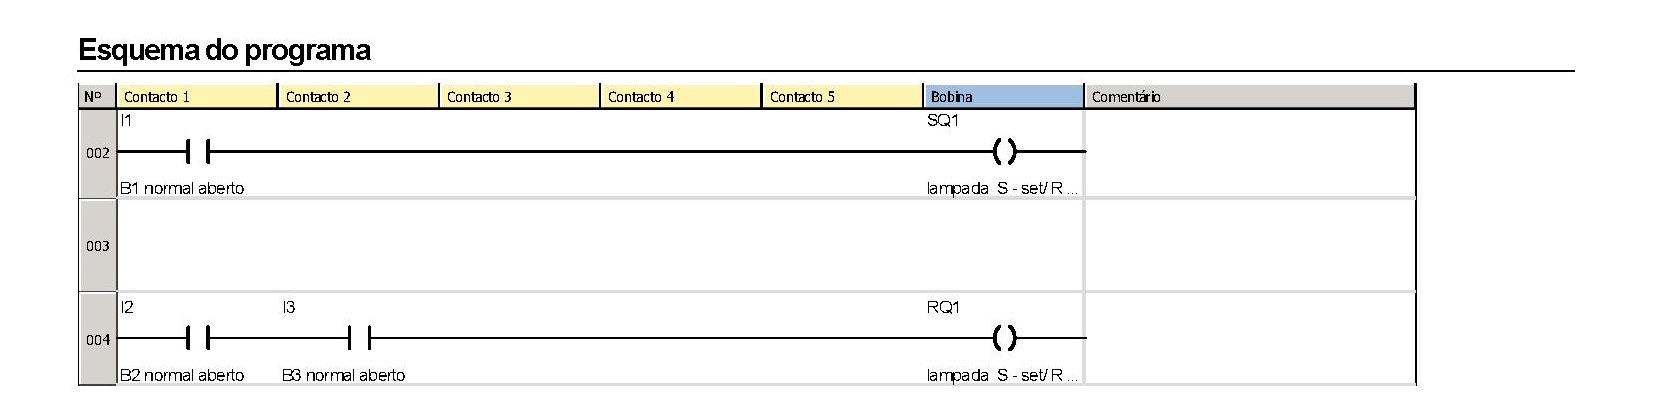 Esquema do programa
Nº Contacto 1 Contacto 2 Contacto 3 Contacto 4 Contacto 5 Bobina Comentário
I1 SQ1
002
B1 normal aberto lampada S - set/ R ...
003
I2 I3 RQ1
004
B2 normal aberto B3 normal aberto lampada S - set/ R ...